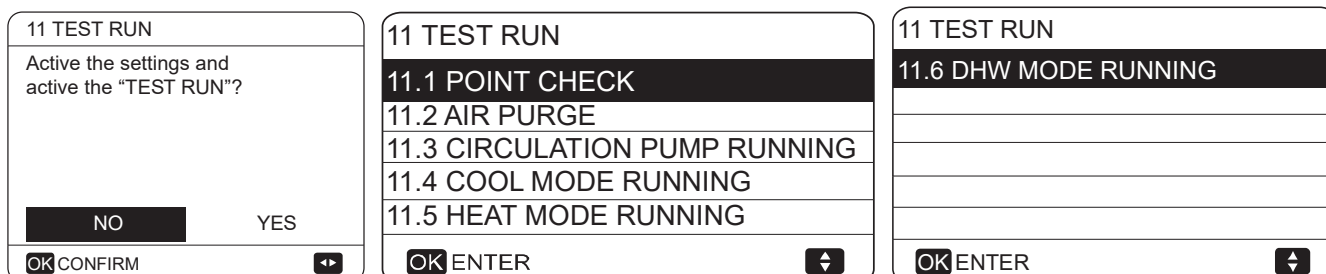 11 TEST RUN
Active the settings and
active the “TEST RUN”?
NO YES
OK CONFIRM
11 TEST RUN
11.1 POINT CHECK
11.2 AIR PURGE
11.3 CIRCULATION PUMP RUNNING
11.4 COOL MODE RUNNING
11.5 HEAT MODE RUNNING
OK ENTER
11 TEST RUN
11.6 DHW MODE RUNNING
OK ENTER